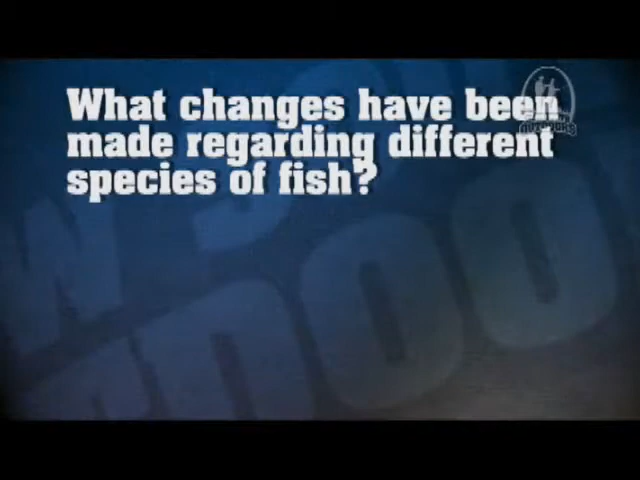 What changes have been
made regarding different
species of fish?